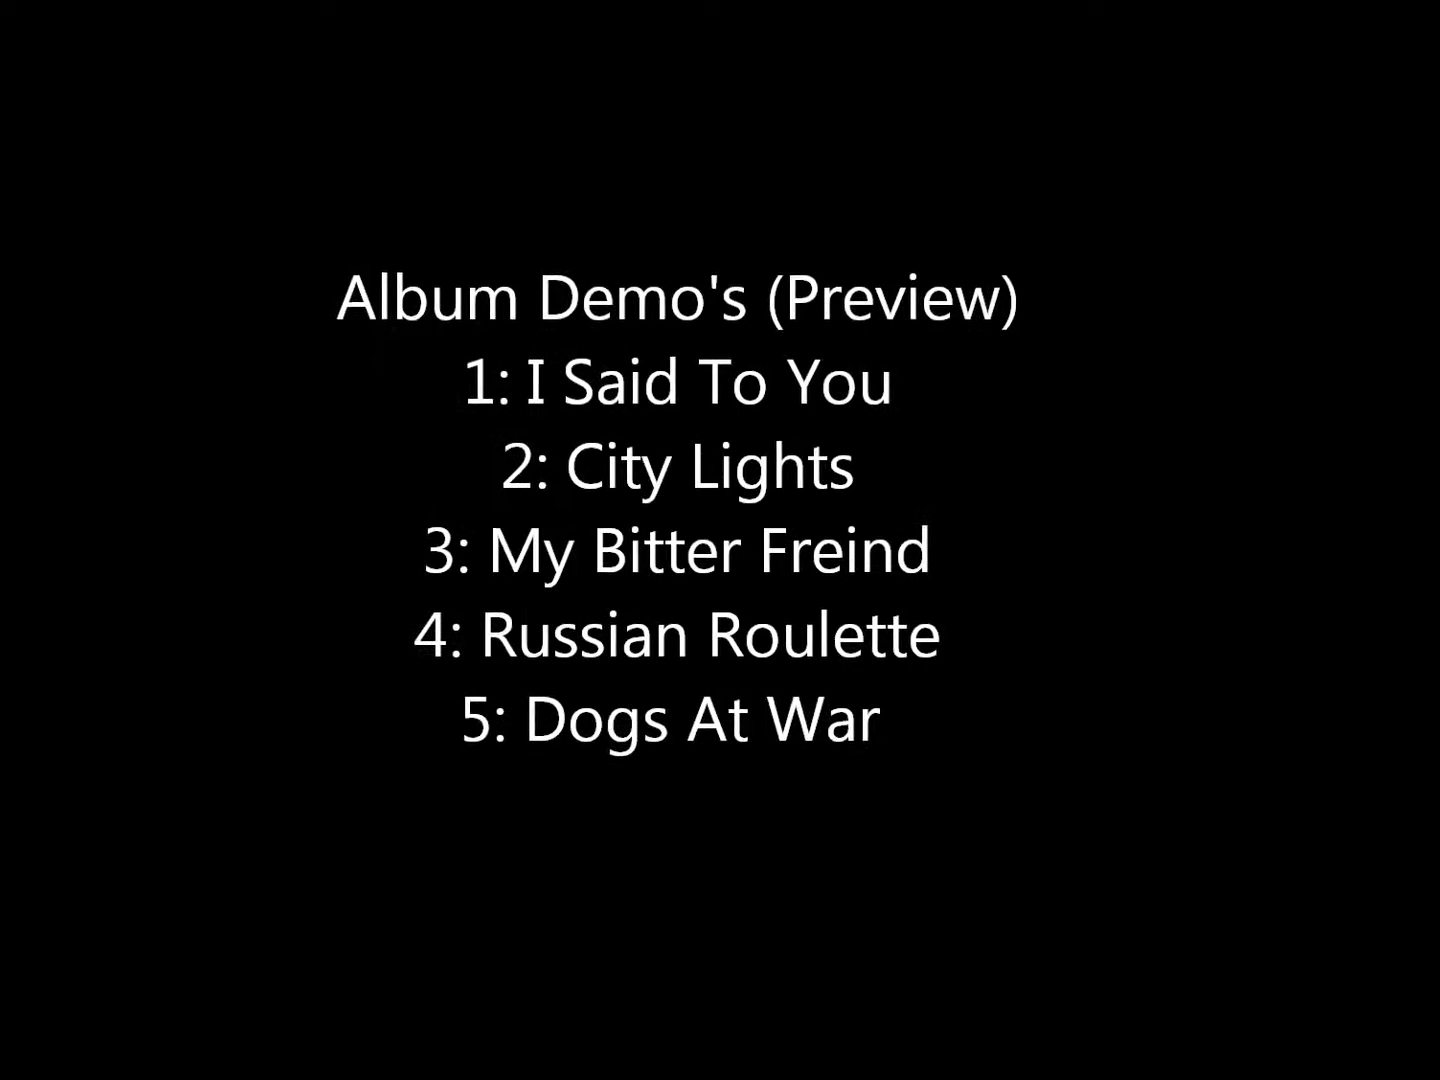 Album Demo's (Preview)
1: I Said To You
2: City Lights
3: My Bitter Freind
4: Russian Roulette
5: Dogs At War